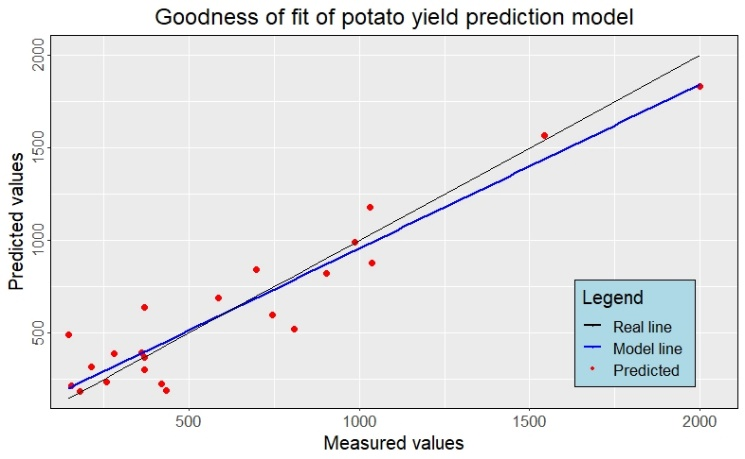 Goodness of fit of potato yield prediction model
Predicted values
2000
1500
1000
500
Legend
Real line
Model line
Predicted
500 1000 1500 2000
Measured values